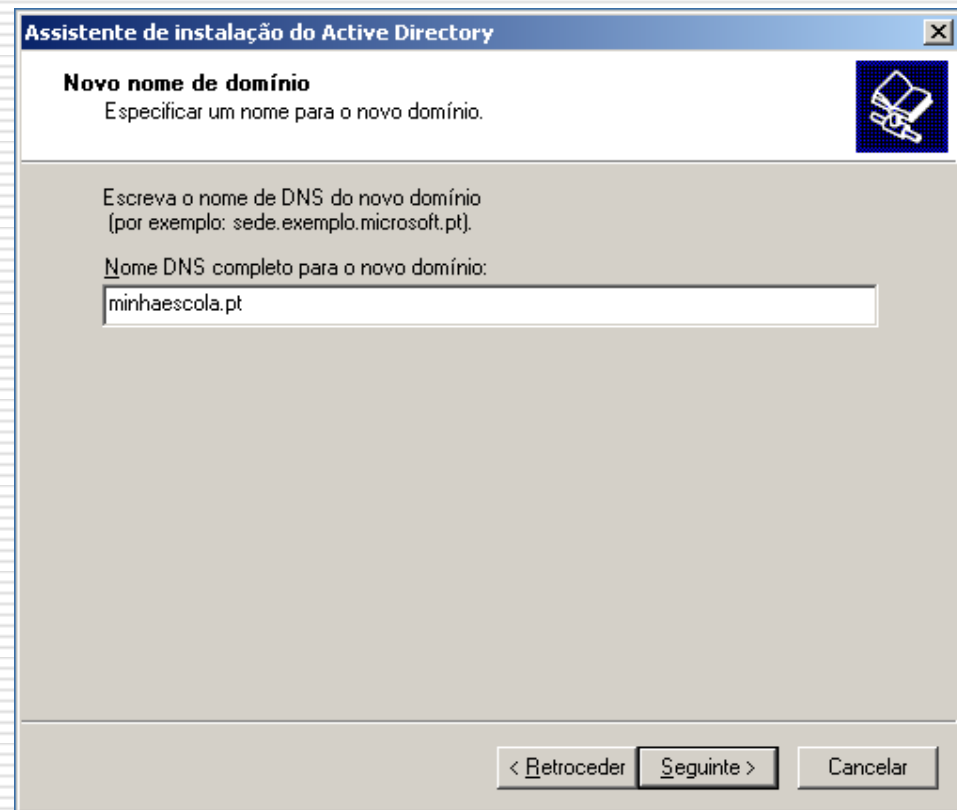 Assistente de instalação do Active Directory
Novo nome de domínio
Especificar um nome para o novo domínio.
Escreva o nome de DNS do novo domínio
(por exemplo: sede.exemplo.microsoft.pt).
Nome DNS completo para o novo domínio:
minhaescola.pt
< Retroceder Seguinte > Cancelar